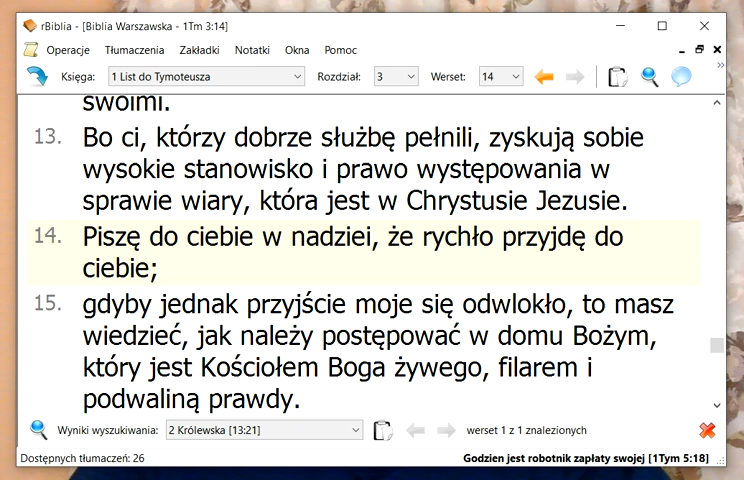 rBiblia - [Biblia Warszawska - 1Tm 3:14]
Operacje Tłumaczenia Zakładki Notatki Okna Pomoc
Księga: 1 List do Tymoteusza Rozdział: 3 Werset: 14
swoimi.
13. Bo ci, którzy dobrze służbę pełnili, zyskują sobie
wysokie stanowisko i prawo występowania w
sprawie wiary, która jest w Chrystusie Jezusie.
14. Piszę do ciebie w nadziei, że rychło przyjdę do
ciebie;
15. gdyby jednak przyjście moje się odwlokło, to masz
wiedzieć, jak należy postępować w domu Bożym,
który jest Kościołem Boga żywego, filarem i
podwaliną prawdy.
Wyniki wyszukiwania: 2 Królewska [13:21] werset 1 z 1 znalezionych
Dostępnych tłumaczeń: 26 Godzien jest robotnik zapłaty swojej [1Tym 5:18]